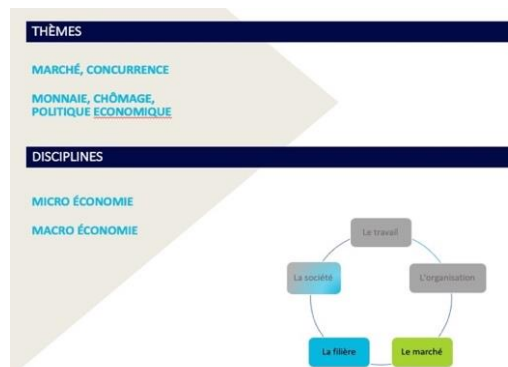 THÈMES
MARCHÉ, CONCURRENCE
MONNAIE, CHÔMAGE,
POLITIQUE ECONOMIQUE
DISCIPLINES
MICRO ÉCONOMIE
MACRO ÉCONOMIE
Le travail
La société
L'organisation
La filière
Le marché